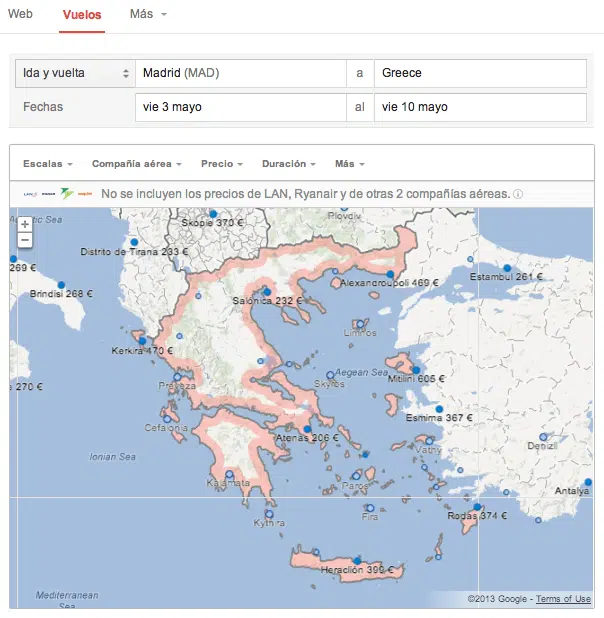 Web Vuelos Más
Ida y vuelta Madrid (MAD) a Greece
Fechas vie 3 mayo al vie 10 mayo
Escalas Compañía aérea Precio Duración Más
No se incluyen los precios de LAN, Ryanair y de otras 2 compañías aéreas.
Plovdiv
Sea
Skopie 370 €
Distrito de Tirana 233 €
269 €
Estambul 261 €
Alexandroupoli 469 €
Brindisi 268 €
Salónica 232 €
Limnos
Kerkira 470 €
Aegean Sea
Mitilini 605 €
270 €
Preveza
Skyros
Cefalonia
Esmirna 367 €
Atenas 206 €
Denizli
Vathy
Ionian Sea
Kalamata
Paros
Antalya
Kythira
Fira
Rodas 374 €
Heraclión 399 €
Mediterranean
Sea
©2013 Google - Terms of Use